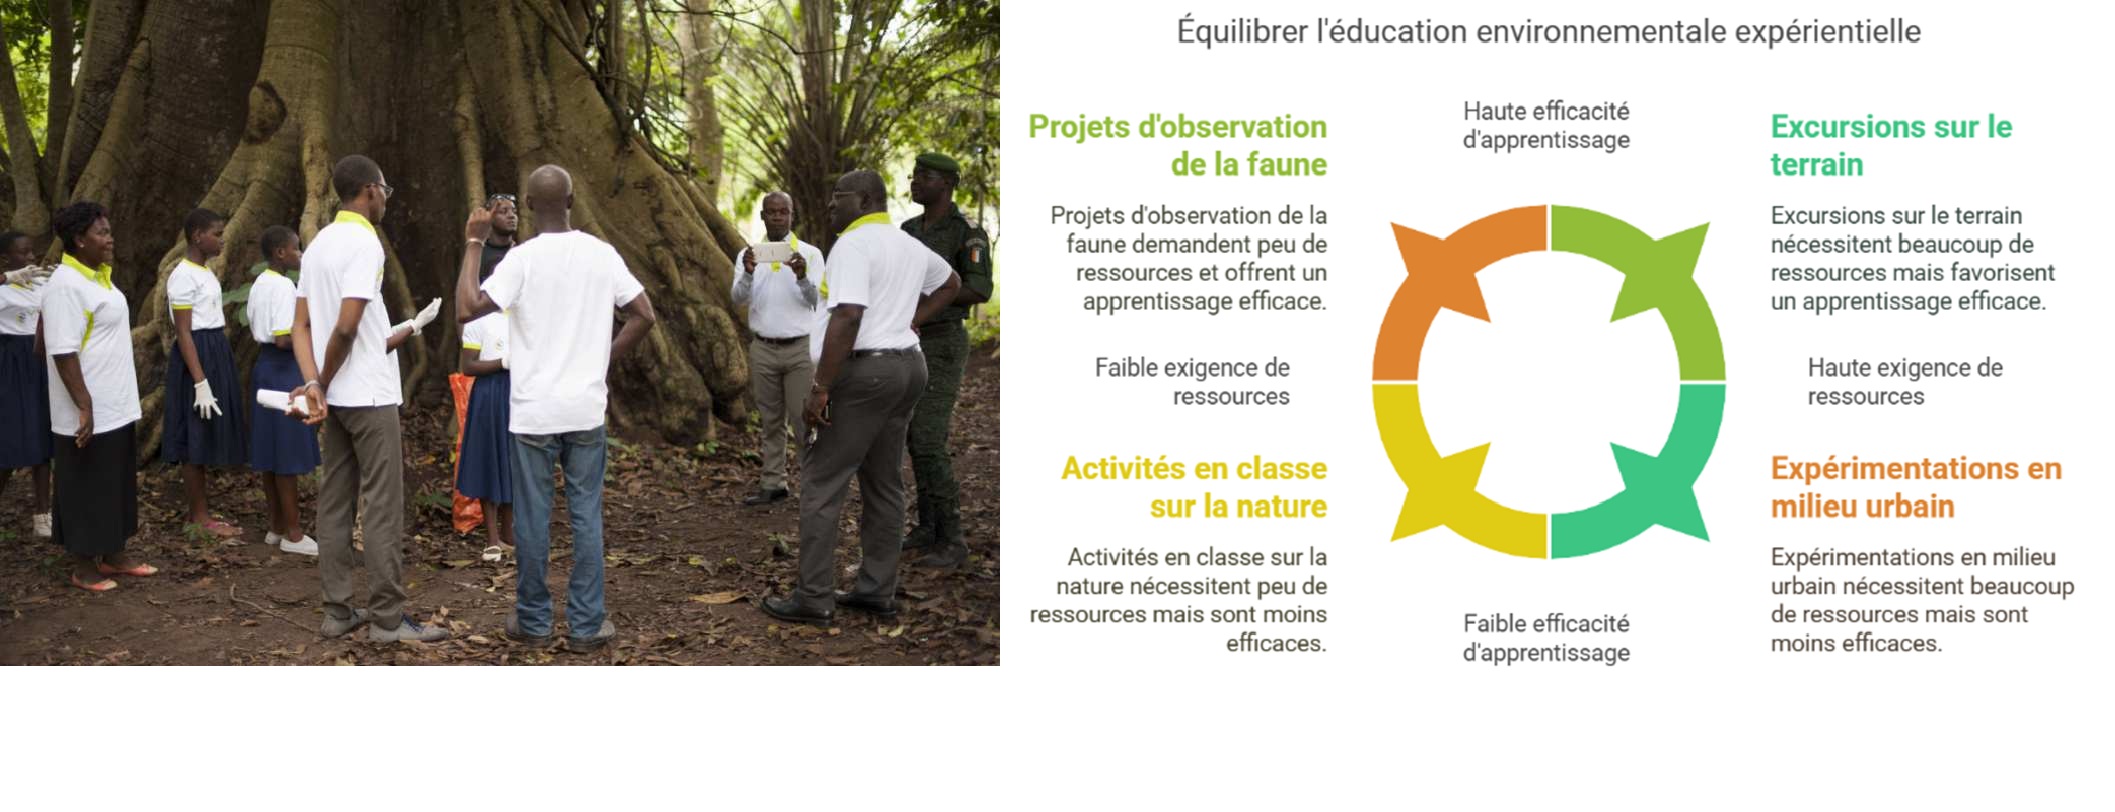 Équilibrer l'éducation environnementale expérientielle
Haute efficacité
d'apprentissage
Projets d'observation
de la faune
Projets d'observation de la
faune demandent peu de
ressources et offrent un
apprentissage efficace.
Excursions sur le
terrain
Excursions sur le terrain
nécessitent beaucoup de
ressources mais favorisent
un apprentissage efficace.
Faible exigence de
ressources
Haute exigence de
ressources
Activités en classe
sur la nature
Activités en classe sur la
nature nécessitent peu de
ressources mais sont moins
efficaces.
Expérimentations en
milieu urbain
Expérimentations en milieu
urbain nécessitent beaucoup
de ressources mais sont
moins efficaces.
Faible efficacité
d'apprentissage